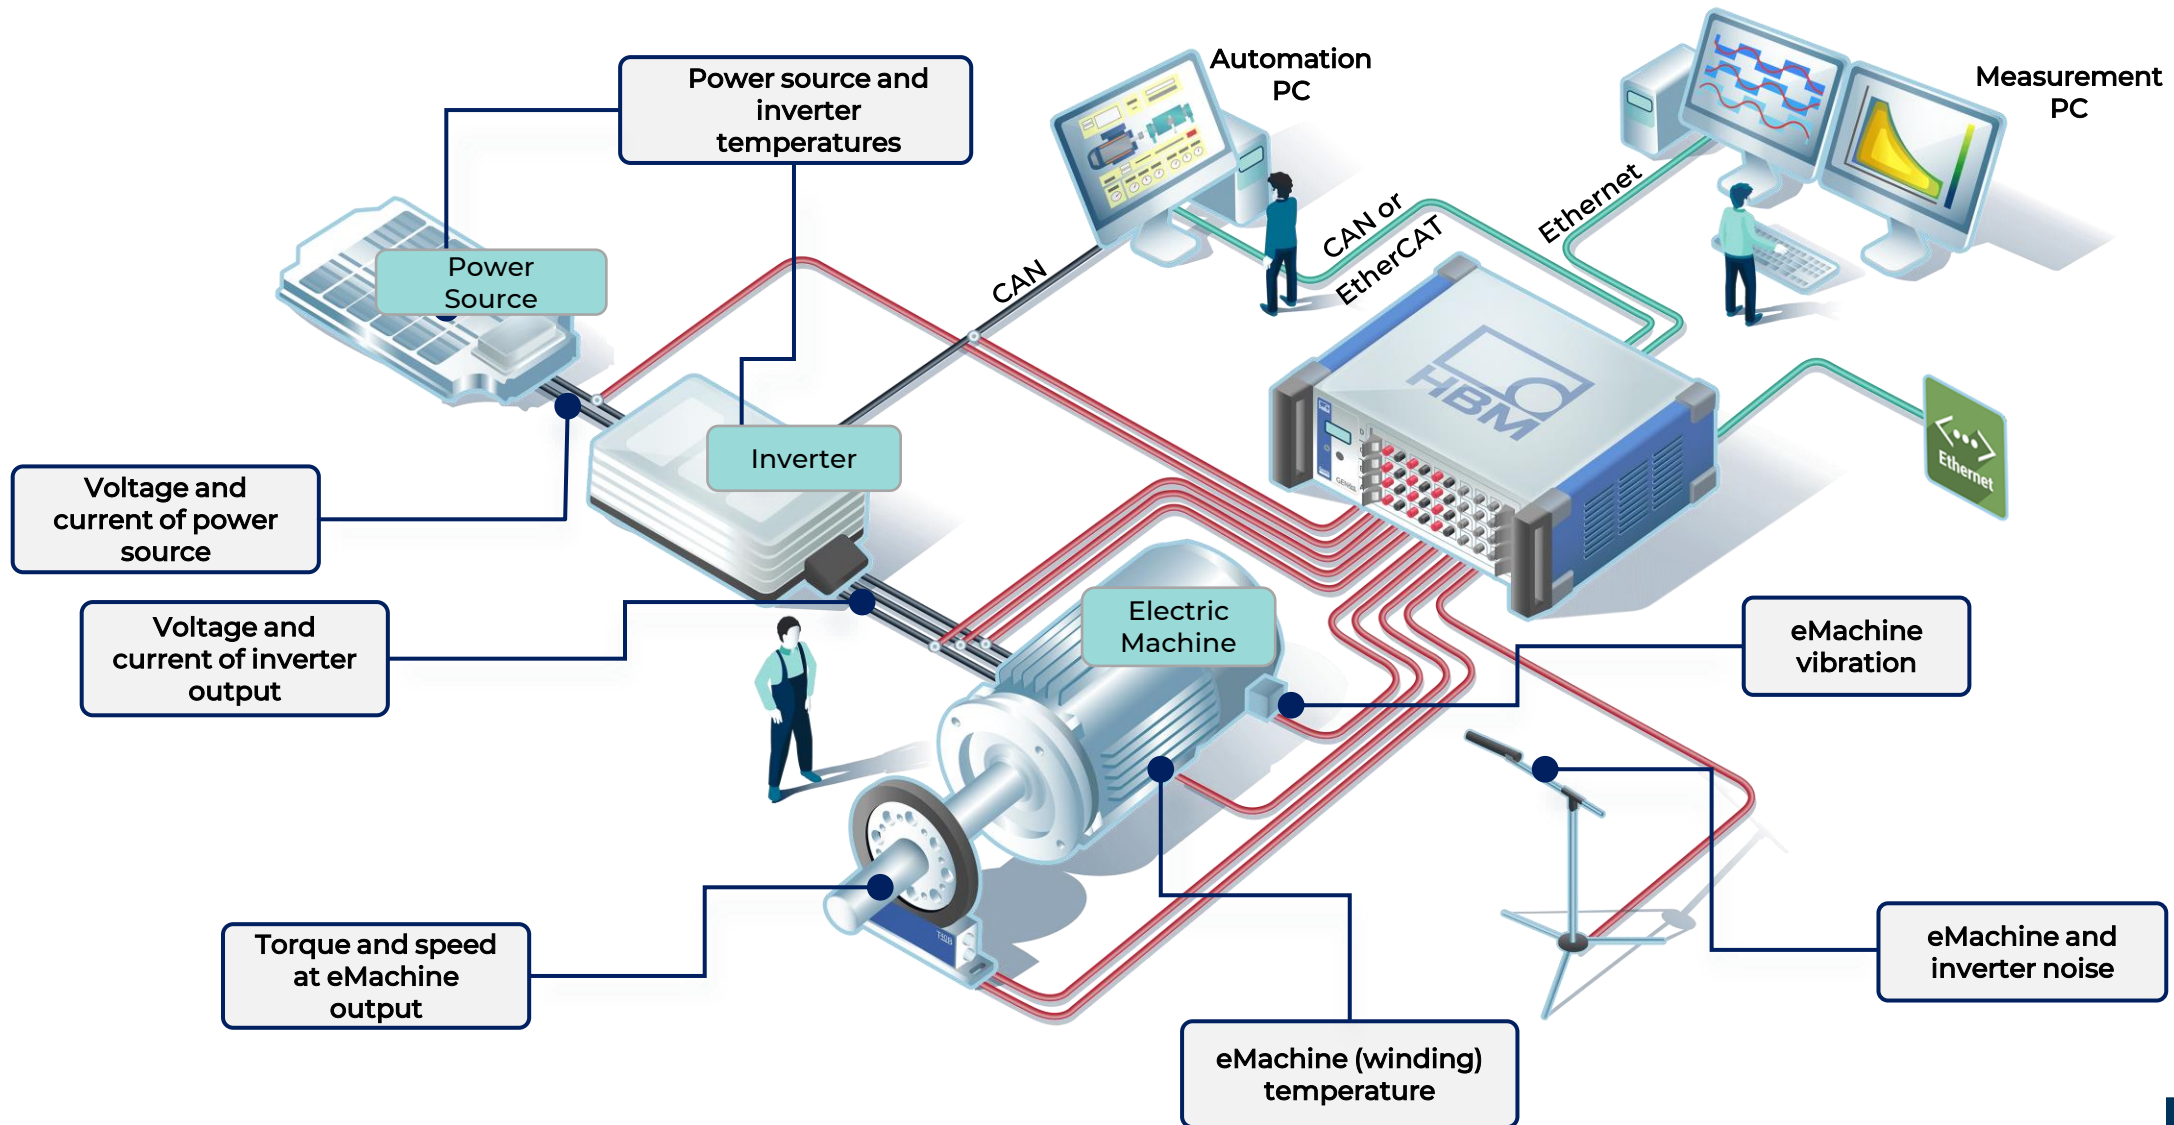 Power source and
inverter
temperatures
Automation
PC
Measurement
PC
Power
Source
CAN
CAN or
EtherCAT
Ethernet
HBM
Ethernet
Inverter
Voltage and
current of power
source
Voltage and
current of inverter
output
Electric
Machine
eMachine
vibration
Torque and speed
at eMachine
output
eMachine and
inverter noise
eMachine (winding)
temperature